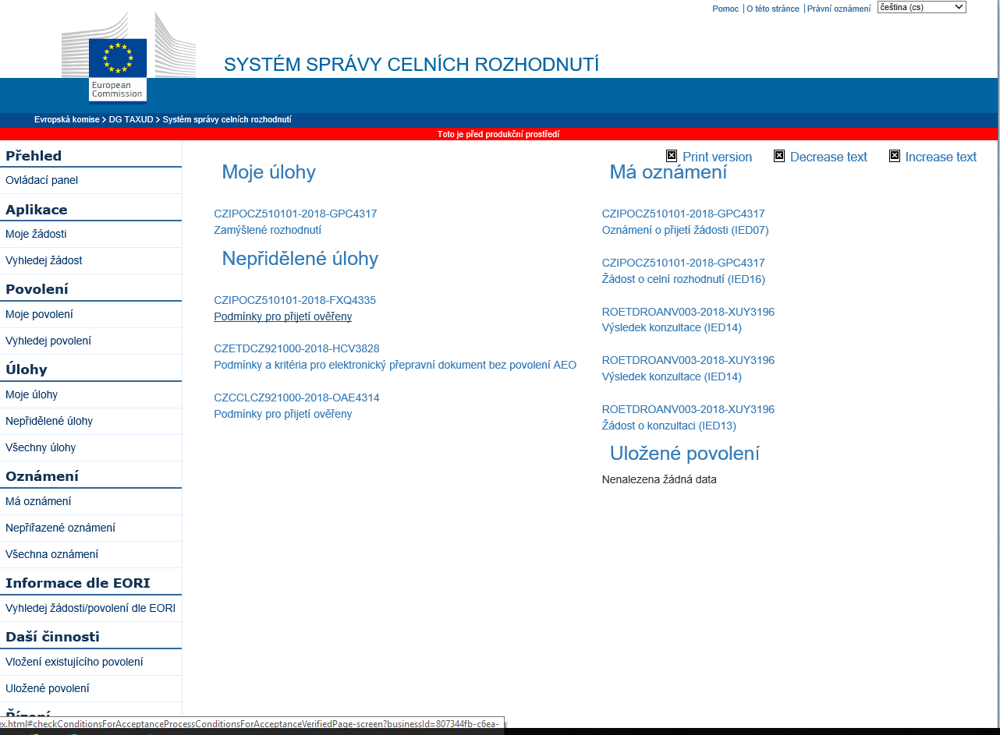 Pomoc | O této stránce | Právní oznámení čeština (cs)
European
Commission
SYSTÉM SPRÁVY CELNÍCH ROZHODNUTÍ
Evropská komise > DG TAXUD > Systém správy celních rozhodnutí
Toto je před produkční prostředí
Přehled
Ovládací panel
Aplikace
Moje žádosti
Vyhledej žádost
Povolení
Moje povolení
Vyhledej povolení
Úlohy
Moje úlohy
Nepřidělené úlohy
Všechny úlohy
Oznámení
Má oznámení
Nepřiřazené oznámení
Všechna oznámení
Informace dle EORI
Vyhledej žádosti/povolení dle EORI
Daší činnosti
Vložení existujícího povolení
Uložené povolení
Řízení
Moje úlohy
CZIPOCZ510101-2018-GPC4317
Zamýšlené rozhodnutí
Nepřidělené úlohy
CZIPOCZ510101-2018-FXQ4335
Podmínky pro přijetí ověřeny
CZETDCZ921000-2018-HCV3828
Podmínky a kritéria pro elektronický přepravní dokument bez povolení AEO
CZCCLCZ921000-2018-OAE4314
Podmínky pro přijetí ověřeny
Print version Decrease text Increase text
Má oznámení
CZIPOCZ510101-2018-GPC4317
Oznámení o přijetí žádosti (IED07)
CZIPOCZ510101-2018-GPC4317
Žádost o celní rozhodnutí (IED16)
ROETDROANV003-2018-XUY3196
Výsledek konzultace (IED14)
ROETDROANV003-2018-XUY3196
Výsledek konzultace (IED14)
ROETDROANV003-2018-XUY3196
Žádost o konzultaci (IED13)
Uložené povolení
Nenalezena žádná data
ex.html#checkConditionsForAcceptanceProcessConditionsForAcceptanceVerifiedPage-screen?businessId=807344fb-c6ea-